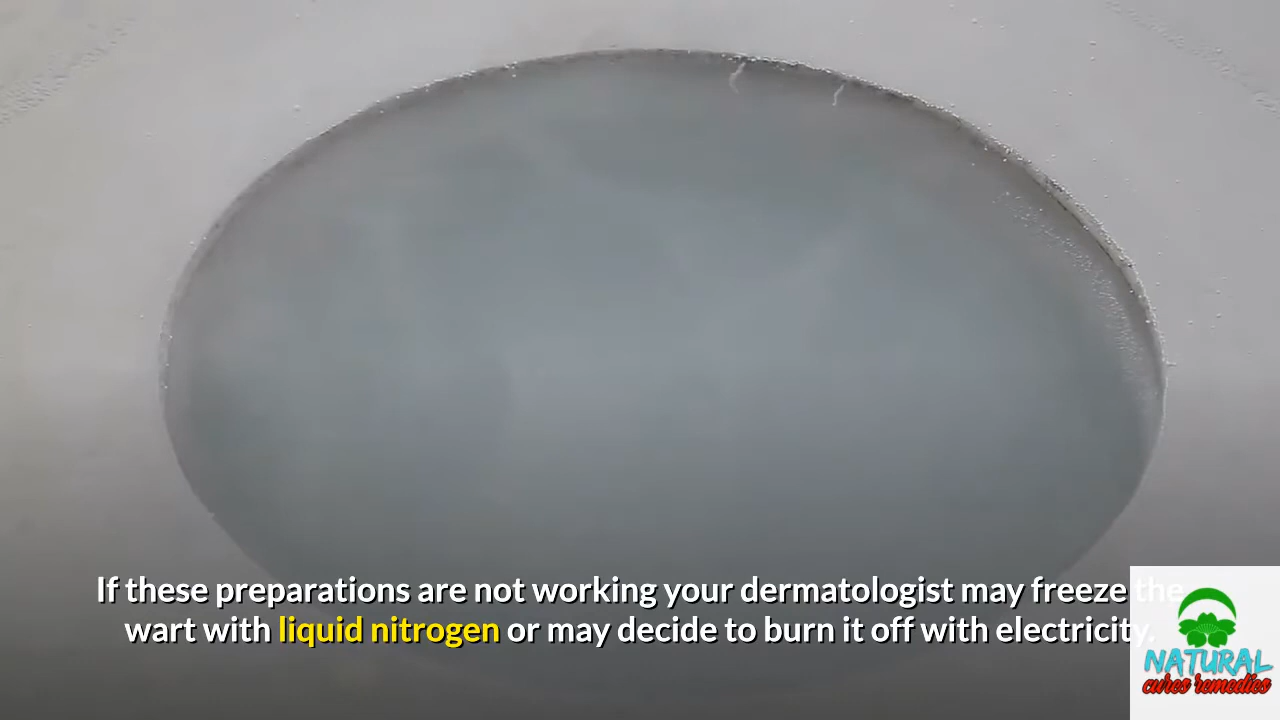 If these preparations are not working your dermatologist may freeze the
wart with liquid nitrogen or may decide to burn it off with electricity.
NATURAL
cures remedies